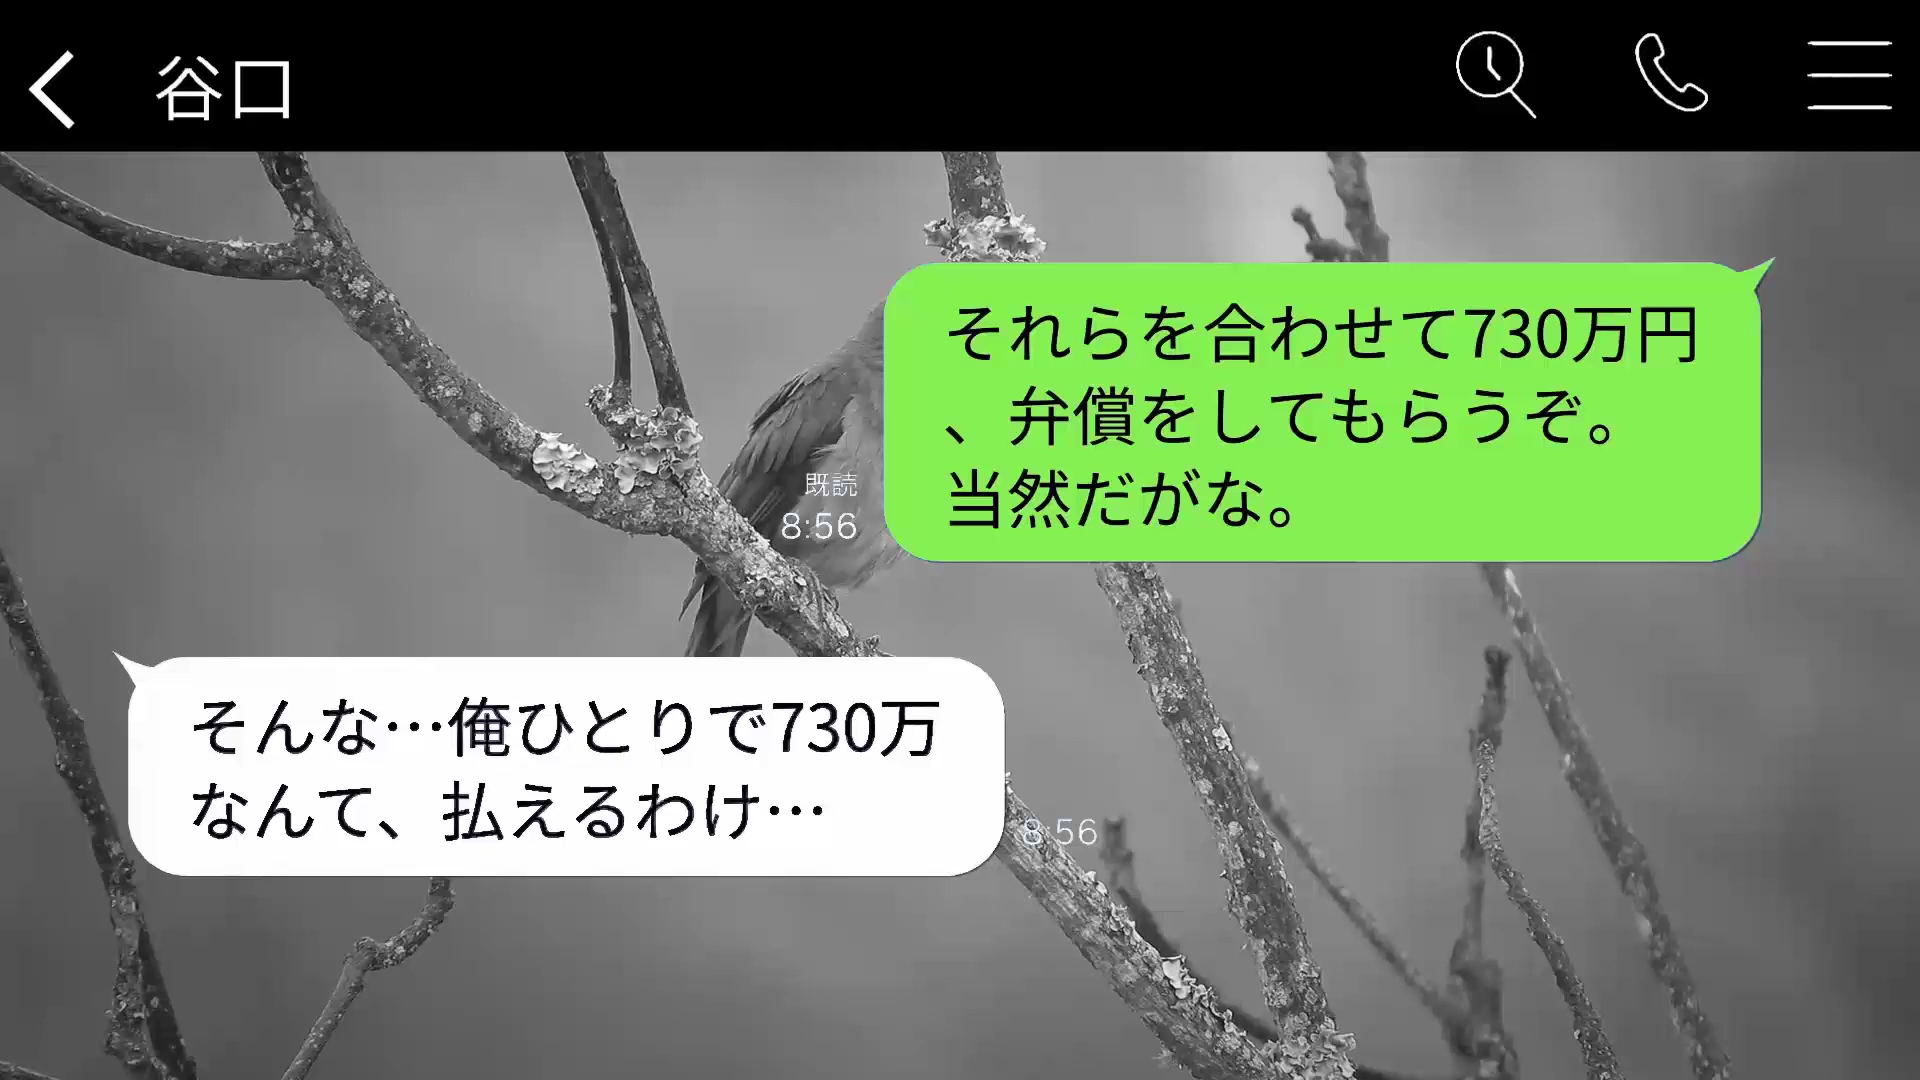 谷口
それらを合わせて730万円
、弁償をしてもらうぞ。
当然だがな。
既読
8:56
そんな…俺ひとりで730万
なんて、払えるわけ…
8:56